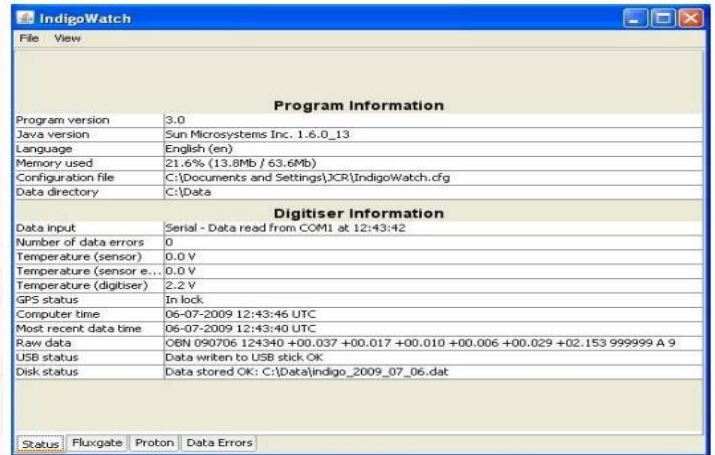 IndigoWatch
File View
Program Information
Program version 3.0
Java version Sun Microsystems Inc. 1.6.0_13
Language English (en)
Memory used 21.6% (13.8Mb / 63.6Mb)
Configuration file C:\Documents and Settings\JCR\IndigoWatch.cfg
Data directory C:\Data
Digitiser Information
Data input Serial - Data read from COM1 at 12:43:42
Number of data errors 0
Temperature (sensor) 0.0 V
Temperature (sensor e... 0.0 V
Temperature (digitiser) 2.2 V
GPS status In lock
Computer time 06-07-2009 12:43:46 UTC
Most recent data time 06-07-2009 12:43:40 UTC
Raw data OBN 090706 124340 +00.037 +00.017 +00.010 +00.006 +00.029 +02.153 999999 A 9
USB status Data writen to USB stick OK
Disk status Data stored OK: C:\Data\indigo_2009_07_06.dat
Status Fluxgate Proton Data Errors